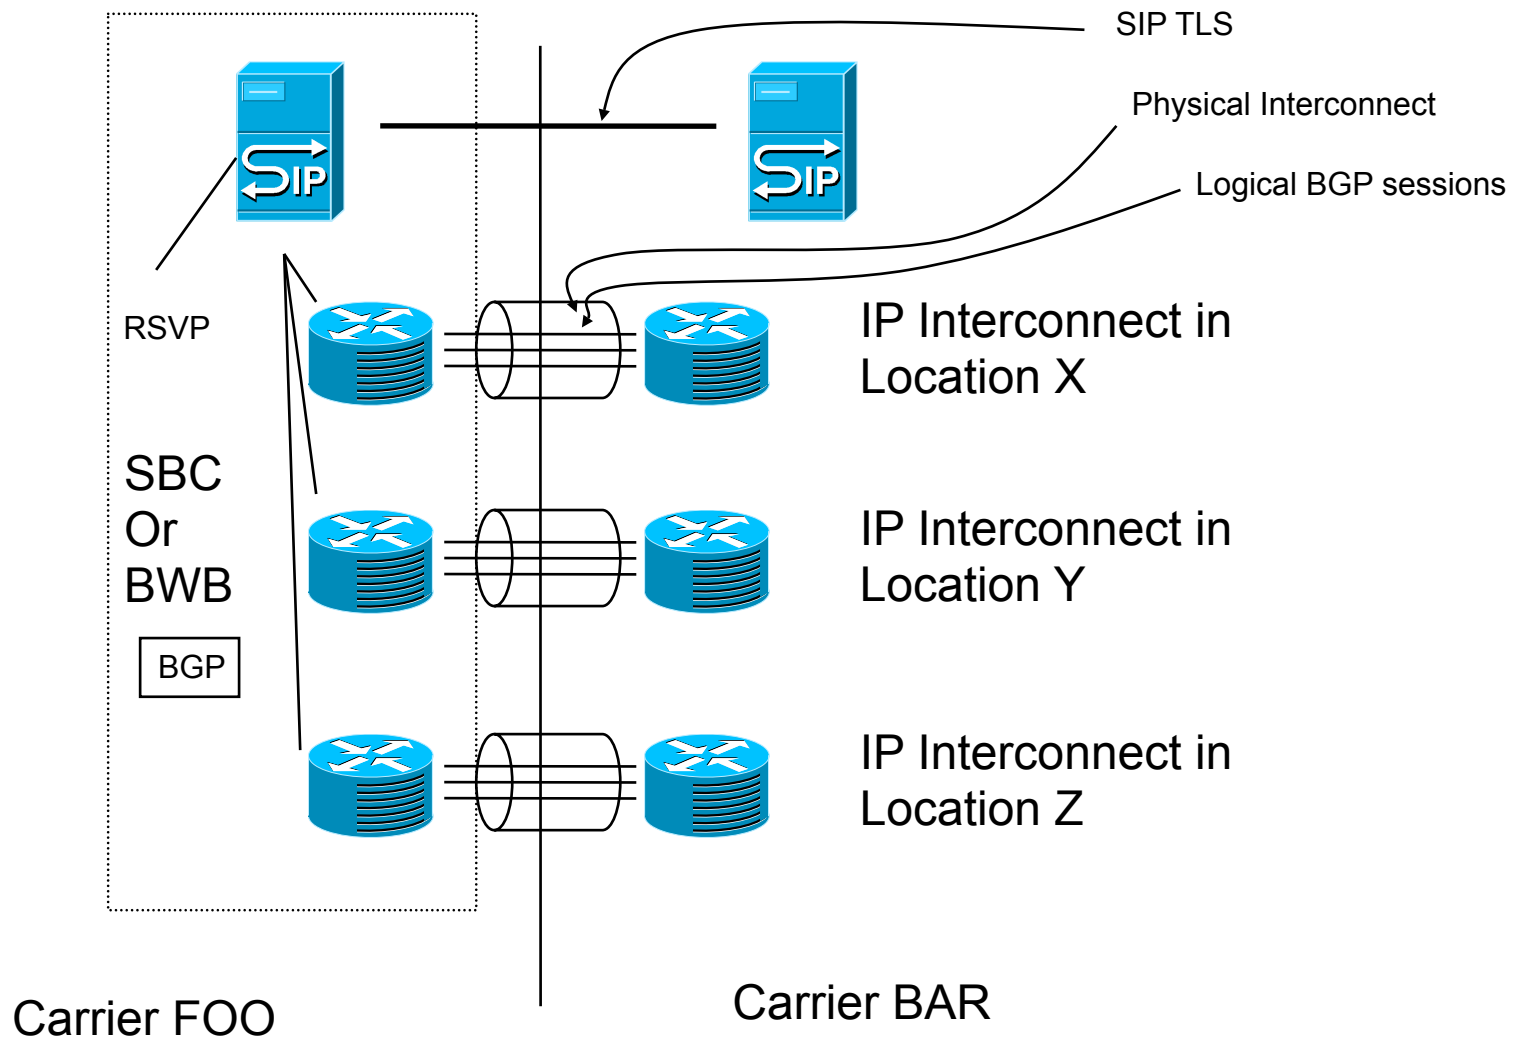 SIP TLS
Physical Interconnect
Logical BGP sessions
SIP
SIP
RSVP
IP Interconnect in
Location X
SBC
Or
BWB
BGP
IP Interconnect in
Location Y
IP Interconnect in
Location Z
Carrier FOO
Carrier BAR